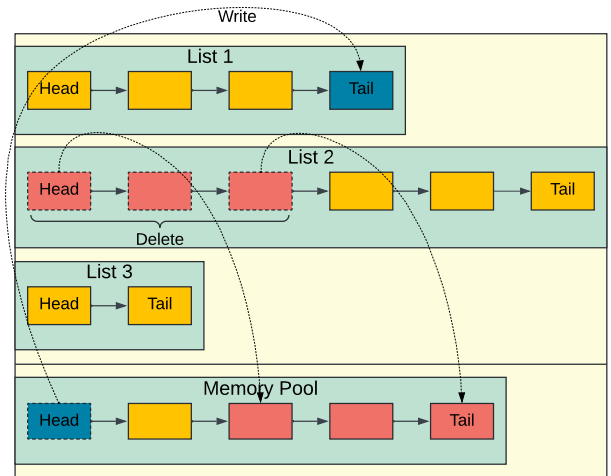 Write
List 1
Head
Tail
List 2
Head
Tail
Delete
List 3
Head
Tail
Memory Pool
Head
Tail